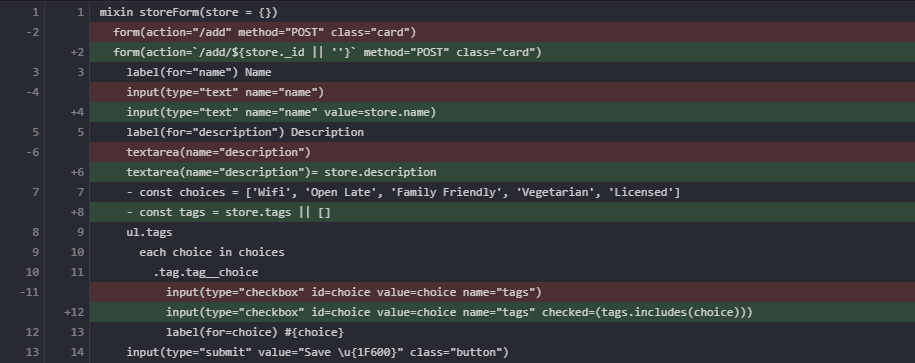 1 1 mixin storeForm(store = {})
-2 form(action="/add" method="POST" class="card")
+2 form(action=`/add/${store._id || ''}` method="POST" class="card")
3 3 label(for="name") Name
-4 input(type="text" name="name")
+4 input(type="text" name="name" value=store.name)
5 5 label(for="description") Description
-6 textarea(name="description")
+6 textarea(name="description")= store.description
7 7 - const choices = ['Wifi', 'Open Late', 'Family Friendly', 'Vegetarian', 'Licensed']
+8 - const tags = store.tags || []
8 9 ul.tags
9 10 each choice in choices
10 11 .tag.tag__choice
-11 input(type="checkbox" id=choice value=choice name="tags")
+12 input(type="checkbox" id=choice value=choice name="tags" checked=(tags.includes(choice)))
12 13 label(for=choice) #{choice}
13 14 input(type="submit" value="Save \u{1F600}" class="button")